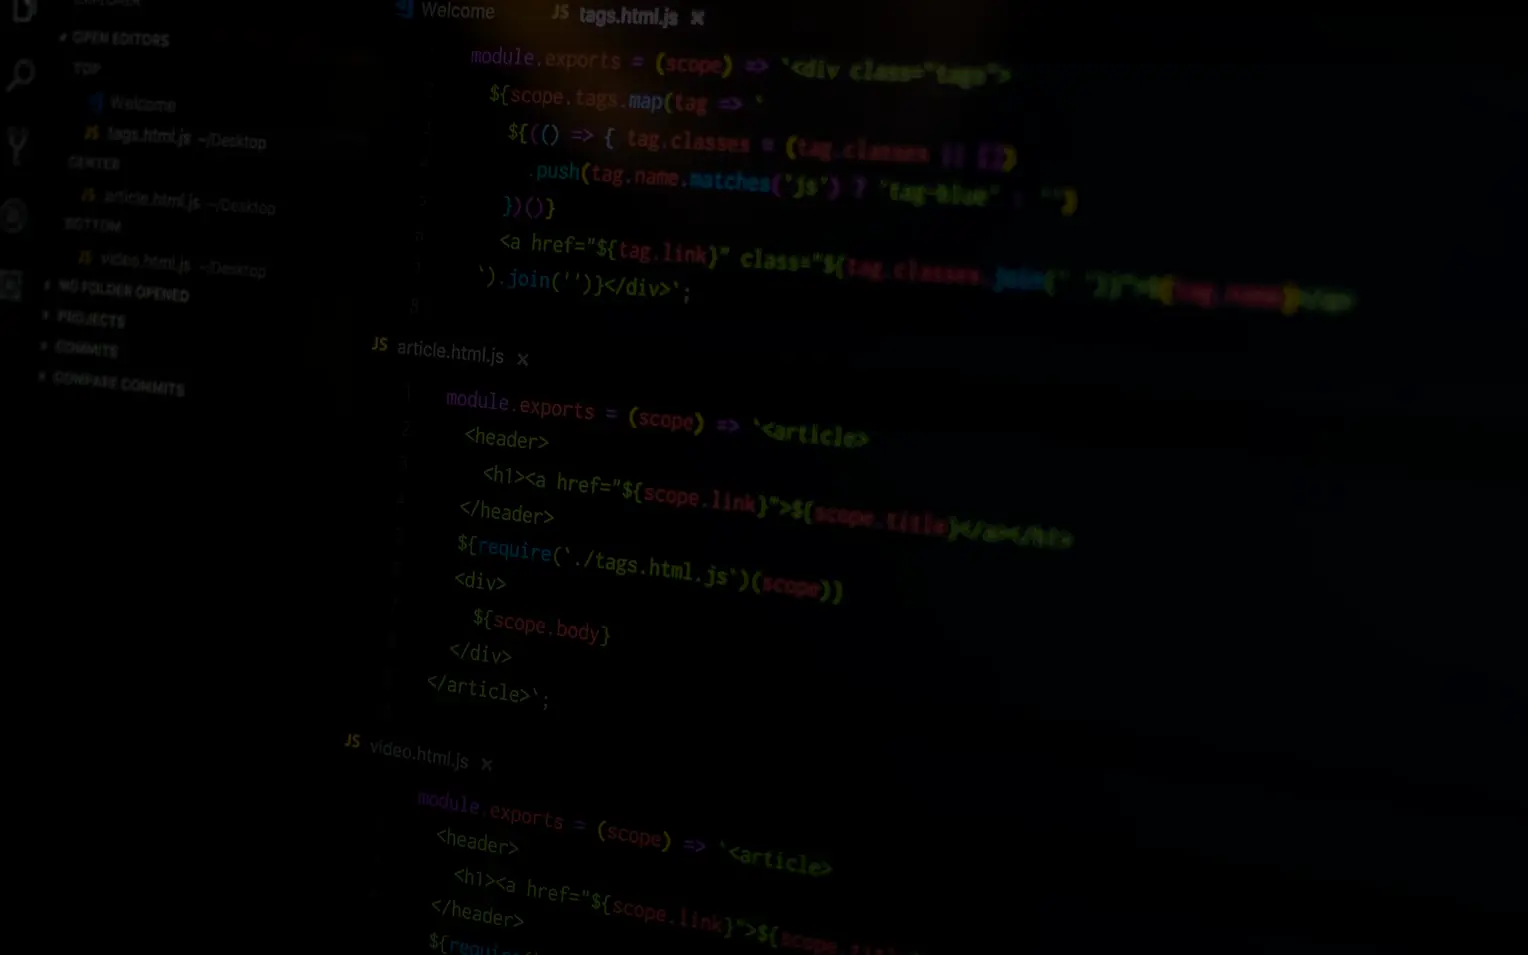 EXPLORER
OPEN EDITORS
TOP
Welcome
tags.html.js ~/Desktop
CENTER
article.html.js ~/Desktop
BOTTOM
video.html.js ~/Desktop
NO FOLDER OPENED
PROJECTS
COMMITS
COMPARE COMMITS
Welcome
JS tags.html.js ×
module.exports = (scope) => `<div class="tags">
${scope.tags.map(tag => `
${(() => { tag.classes = (tag.classes || [])
.push(tag.name.matches('js') ? 'tag-blue' : '')
})()}
<a href="${tag.link}" class="${tag.classes.join(' ')}">${tag.name}</a>
`).join('')}</div>`;
8
JS article.html.js ×
module.exports = (scope) => `<article>
<header>
<h1><a href="${scope.link}">${scope.title}</a></h1>
</header>
${require('./tags.html.js')(scope)}
<div>
${scope.body}
</div>
</article>`;
JS video.html.js ×
module.exports = (scope) => `<article>
<header>
<h1><a href="${scope.link}">${scope.title
</header>
${require(